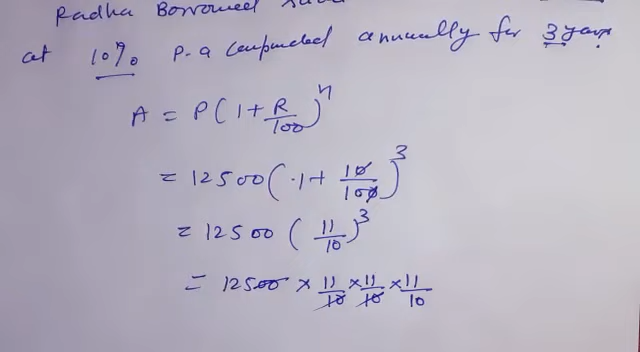 Radha Borrowed
at 10% P.a Compunded annually for 3 years
A = P(1+R/100)^n
= 12500(1+10/100)^3
= 12500 (11/10)^3
= 12500 × 11/10 × 11/10 × 11/10